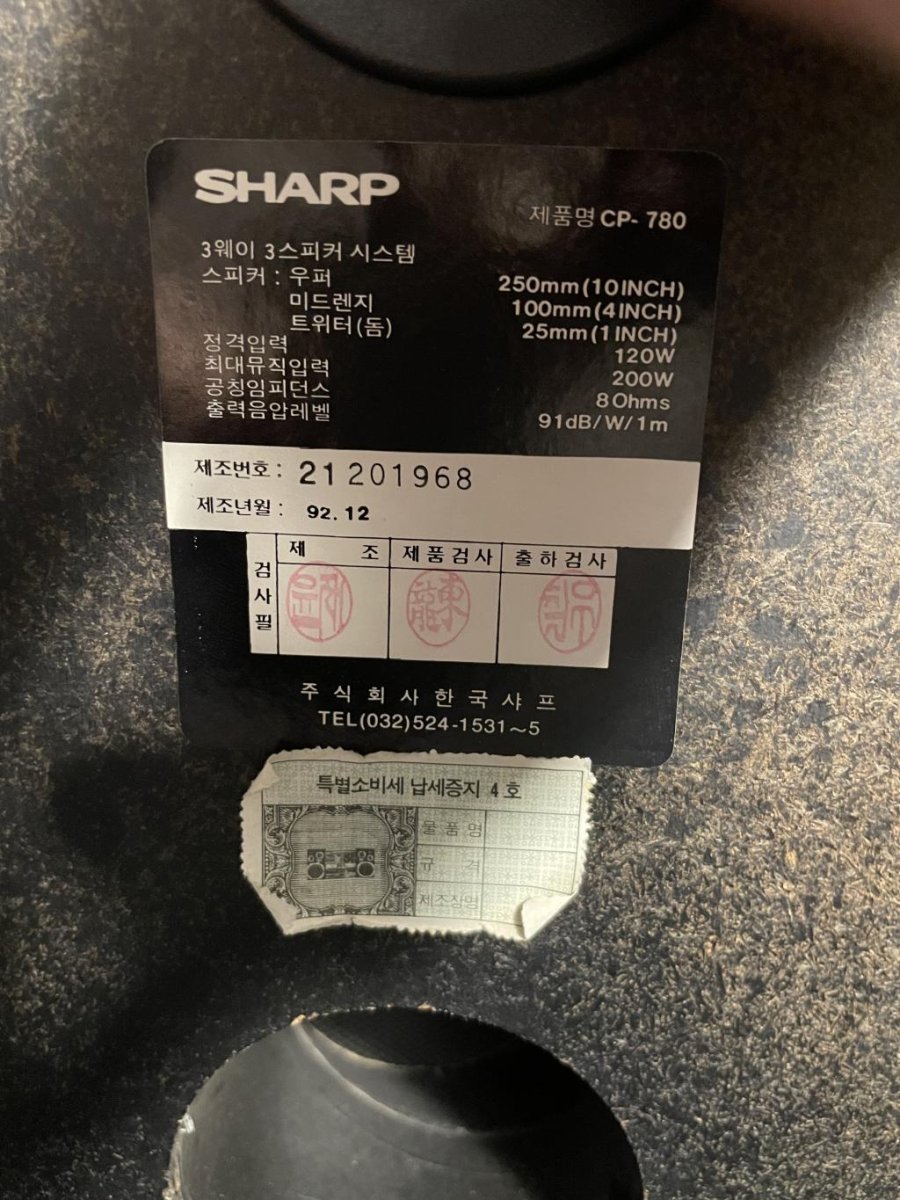 SHARP
제품명 CP- 780
3웨이 3스피커 시스템
스피커 : 우퍼 250mm(10INCH)
미드렌지 100mm(4INCH)
트위터(돔) 25mm(1INCH)
정격입력 120W
최대뮤직입력 200W
공칭임피던스 8Ohms
출력음압레벨 91dB/W/1m
제조번호 : 21201968
제조년월 : 92.12
검사필
제 조 제품검사 출하검사
주식회사한국샤프
TEL(032)524-1531~5
특별소비세 납세증지 4호
물품명
규 격
제조장명